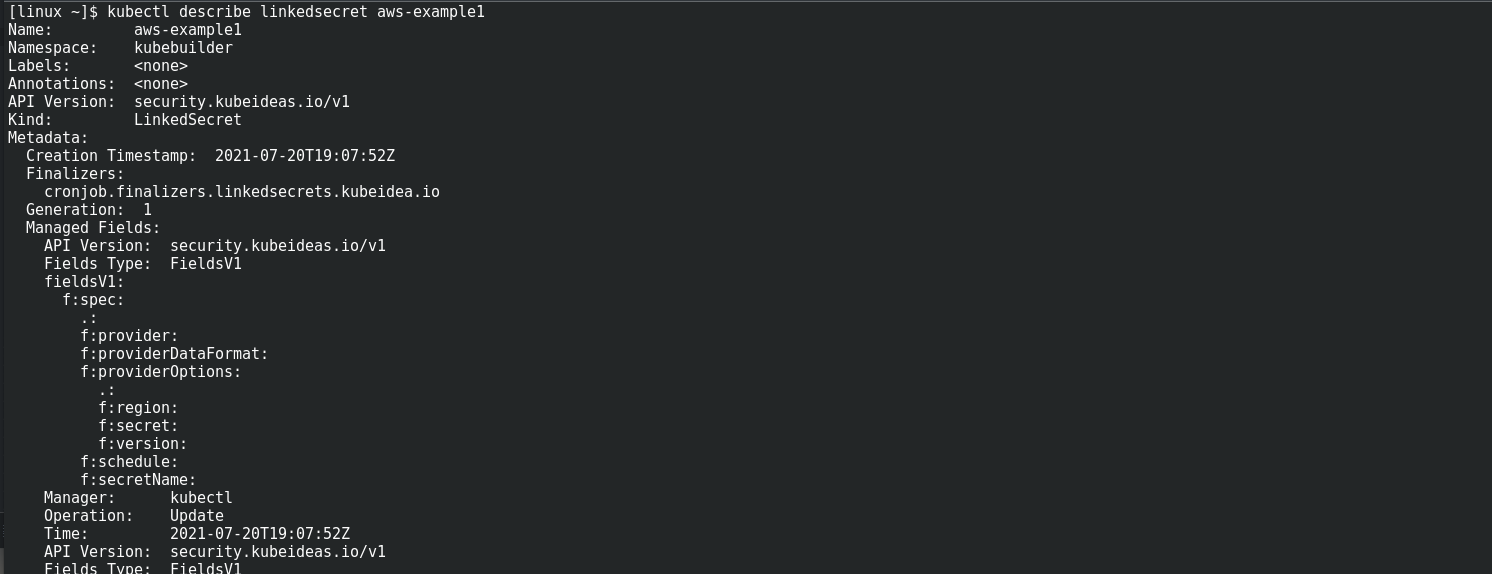 [linux ~]$ kubectl describe linkedsecret aws-example1
Name:         aws-example1
Namespace:    kubebuilder
Labels:       <none>
Annotations:  <none>
API Version:  security.kubeideas.io/v1
Kind:         LinkedSecret
Metadata:
  Creation Timestamp:  2021-07-20T19:07:52Z
  Finalizers:
    cronjob.finalizers.linkedsecrets.kubeidea.io
  Generation:  1
  Managed Fields:
    API Version:  security.kubeideas.io/v1
    Fields Type:  FieldsV1
    fieldsV1:
      f:spec:
        .:
        f:provider:
        f:providerDataFormat:
        f:providerOptions:
          .:
          f:region:
          f:secret:
          f:version:
        f:schedule:
        f:secretName:
    Manager:      kubectl
    Operation:    Update
    Time:         2021-07-20T19:07:52Z
    API Version:  security.kubeideas.io/v1
    Fields Type:  FieldsV1